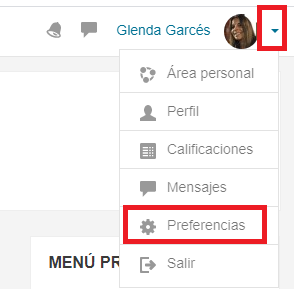 Glenda Garcés
Área personal
Perfil
Calificaciones
Mensajes
Preferencias
Salir
MENÚ PR